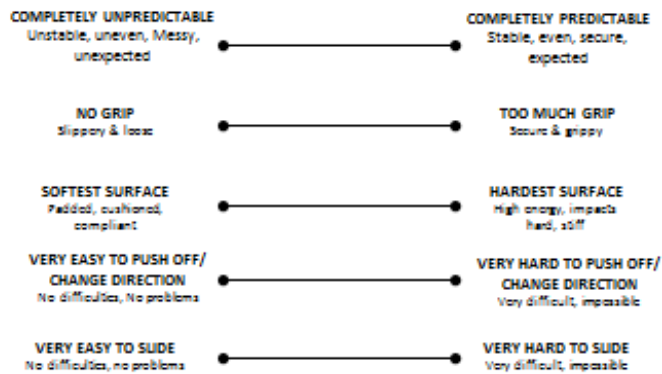 COMPLETELY UNPREDICTABLE
Unstable, uneven, Messy,
unexpected
COMPLETELY PREDICTABLE
Stable, even, secure,
expected
NO GRIP
Slippery & loose
TOO MUCH GRIP
Secure & grippy
SOFTEST SURFACE
Padded, cushioned,
compliant
HARDEST SURFACE
High energy, impacts
hard, stiff
VERY EASY TO PUSH OFF/
CHANGE DIRECTION
No difficulties, No problems
VERY HARD TO PUSH OFF/
CHANGE DIRECTION
Very difficult, impossible
VERY EASY TO SLIDE
No difficulties, no problems
VERY HARD TO SLIDE
Very difficult, impossible